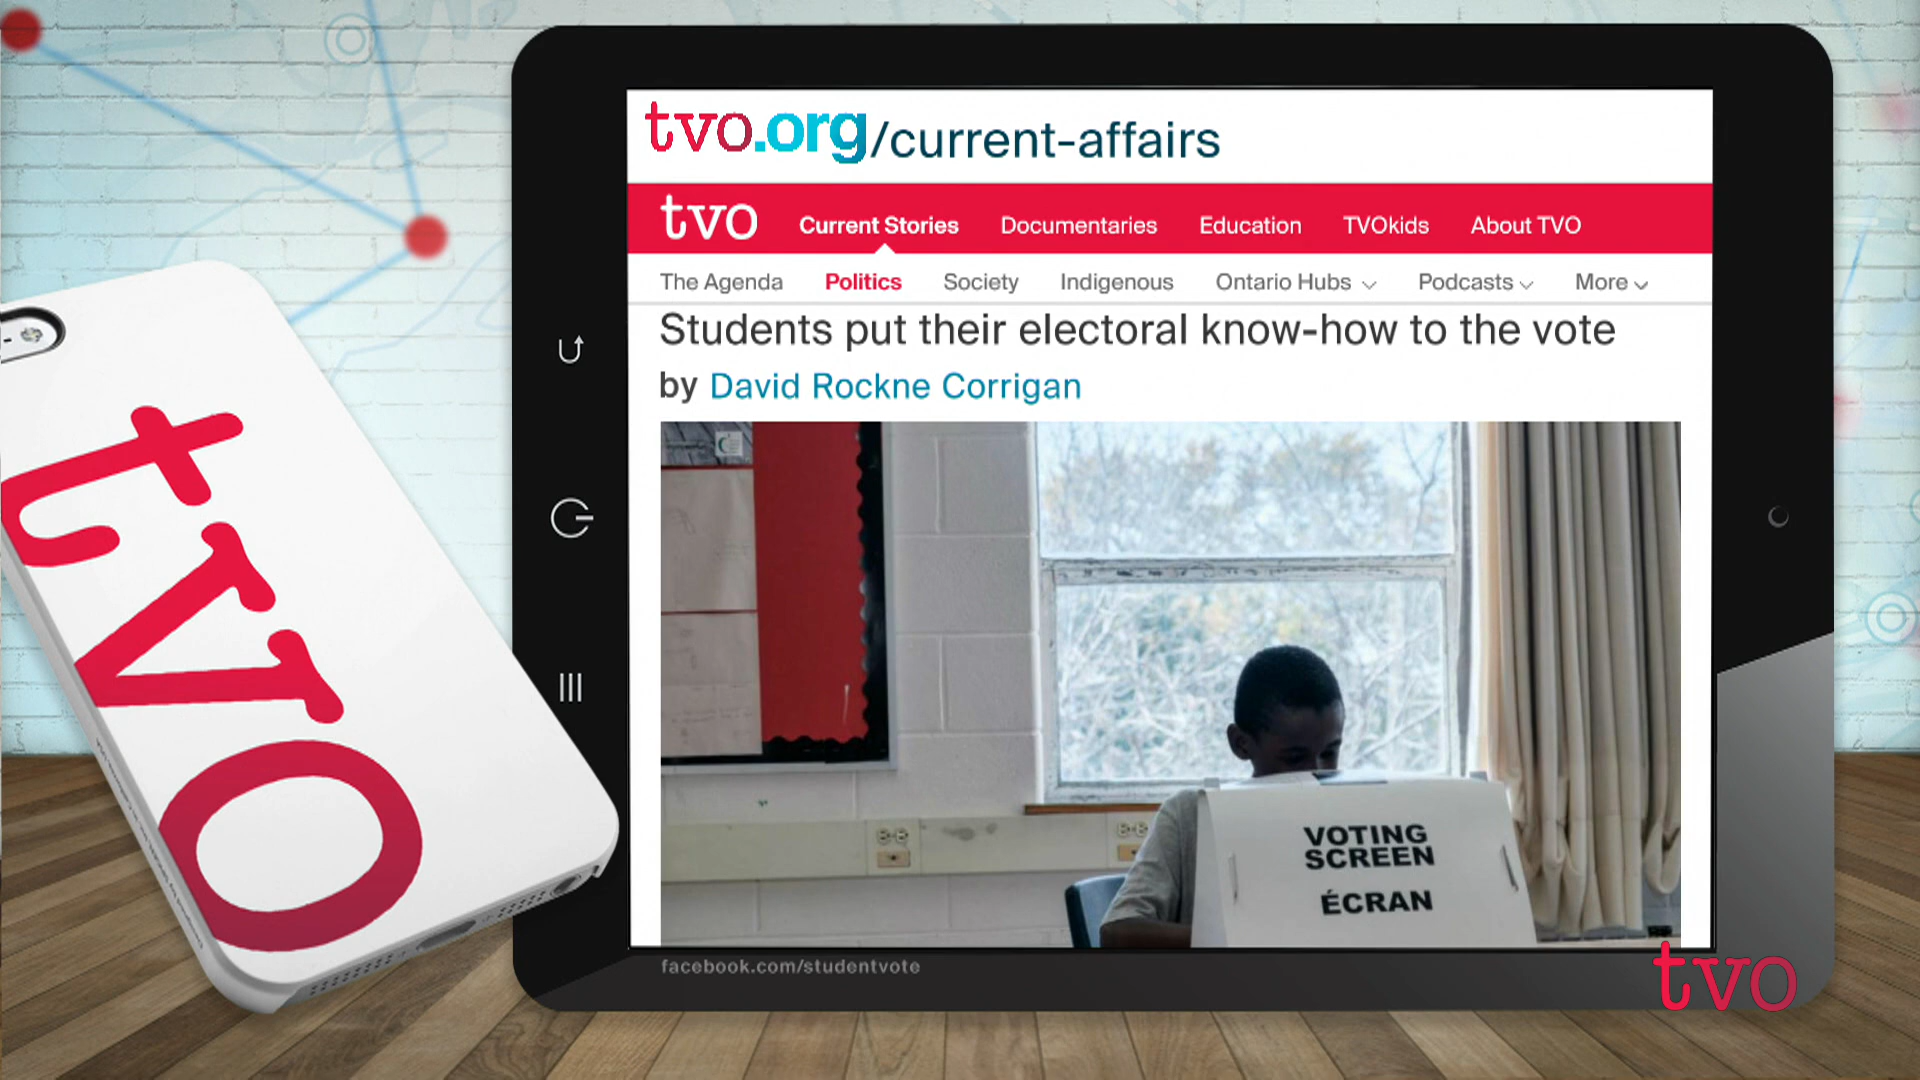 tvo.org/current-affairs
tvo Current Stories Documentaries Education TVOkids About TVO
The Agenda Politics Society Indigenous Ontario Hubs Podcasts More
Students put their electoral know-how to the vote
by David Rockne Corrigan
VOTING
SCREEN
ÉCRAN
facebook.com/studentvote
tvo
tvo